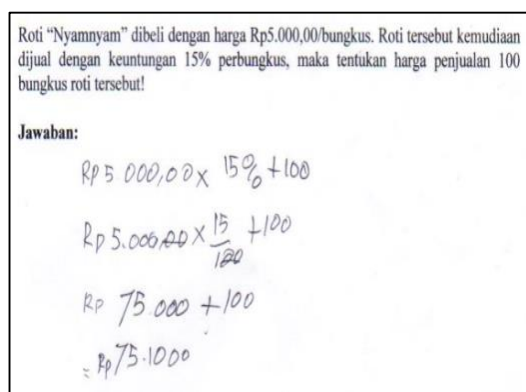 Roti “Nyamnyam” dibeli dengan harga Rp5.000,00/bungkus. Roti tersebut kemudiaan
dijual dengan keuntungan 15% perbungkus, maka tentukan harga penjualan 100
bungkus roti tersebut!
Jawaban:
RP 5 000,00 x 15% +100
Rp 5.000,00 x 15/100 +100
RP 75.000 +100
= Rp 75.1000